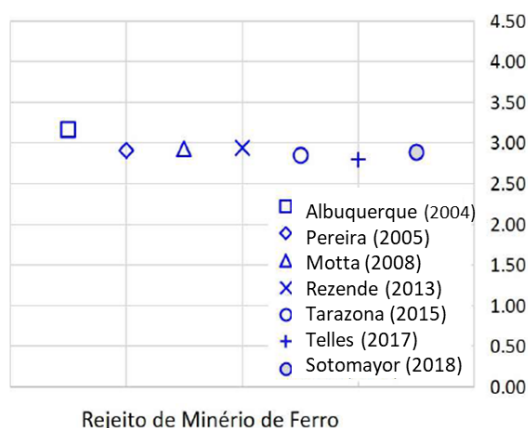 4.50
4.00
3.50
3.00
2.50
2.00
1.50
1.00
0.50
0.00
Albuquerque (2004)
Pereira (2005)
Motta (2008)
Rezende (2013)
Tarazona (2015)
Telles (2017)
Sotomayor (2018)
Rejeito de Minério de Ferro